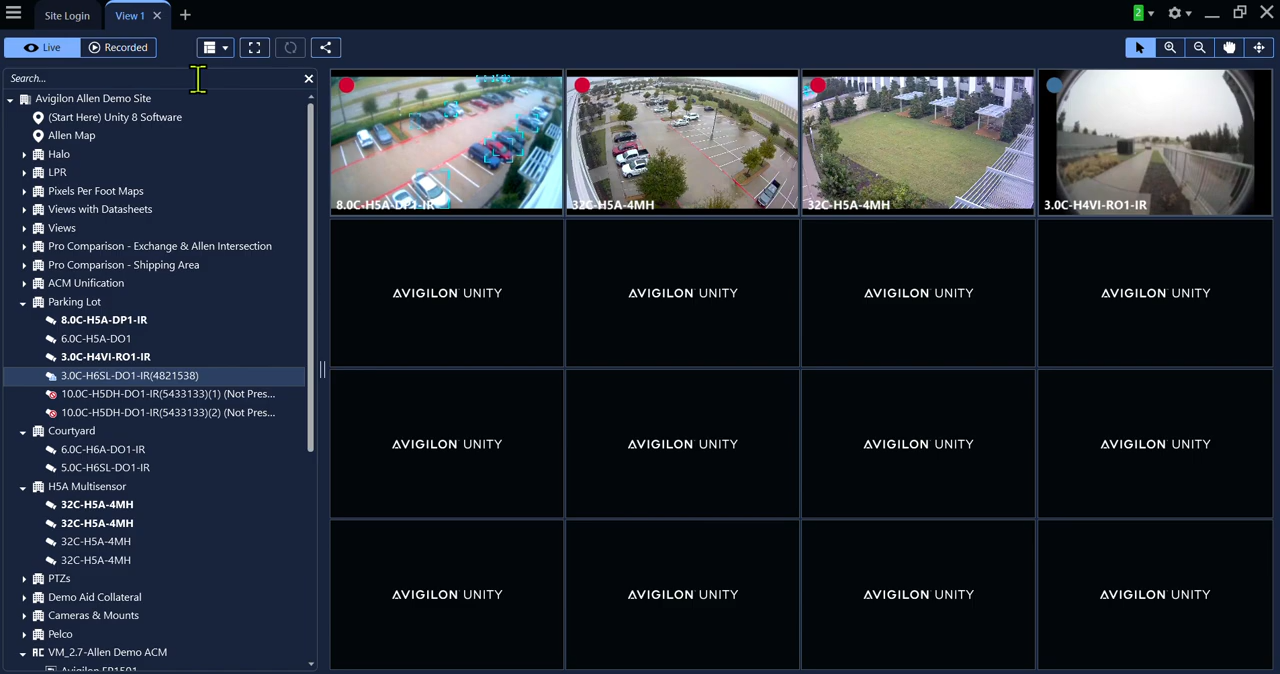 Site Login
View 1
2
Live
Recorded
Search...
Avigilon Allen Demo Site
(Start Here) Unity 8 Software
Allen Map
Halo
LPR
Pixels Per Foot Maps
Views with Datasheets
Views
Pro Comparison - Exchange & Allen Intersection
Pro Comparison - Shipping Area
ACM Unification
Parking Lot
8.0C-H5A-DP1-IR
6.0C-H5A-DO1
3.0C-H4VI-RO1-IR
3.0C-H6SL-DO1-IR(4821538)
10.0C-H5DH-DO1-IR(5433133)(1) (Not Pres...
10.0C-H5DH-DO1-IR(5433133)(2) (Not Pres...
Courtyard
6.0C-H6A-DO1-IR
5.0C-H6SL-DO1-IR
H5A Multisensor
32C-H5A-4MH
32C-H5A-4MH
32C-H5A-4MH
32C-H5A-4MH
PTZs
Demo Aid Collateral
Cameras & Mounts
Pelco
VM_2.7-Allen Demo ACM
8.0C-H5A-DP1-IR
32C-H5A-4MH
32C-H5A-4MH
3.0C-H4VI-RO1-IR
AVIGILON UNITY
AVIGILON UNITY
AVIGILON UNITY
AVIGILON UNITY
AVIGILON UNITY
AVIGILON UNITY
AVIGILON UNITY
AVIGILON UNITY
AVIGILON UNITY
AVIGILON UNITY
AVIGILON UNITY
AVIGILON UNITY